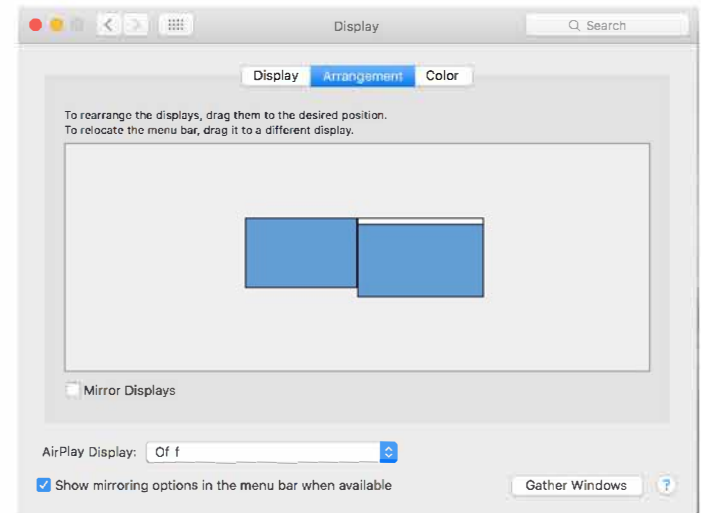 Display
Search
Display Arrangement Color
To rearrange the displays, drag them to the desired position.
To relocate the menu bar, drag it to a different display.
Mirror Displays
AirPlay Display: Of f
Show mirroring options in the menu bar when available
Gather Windows ?